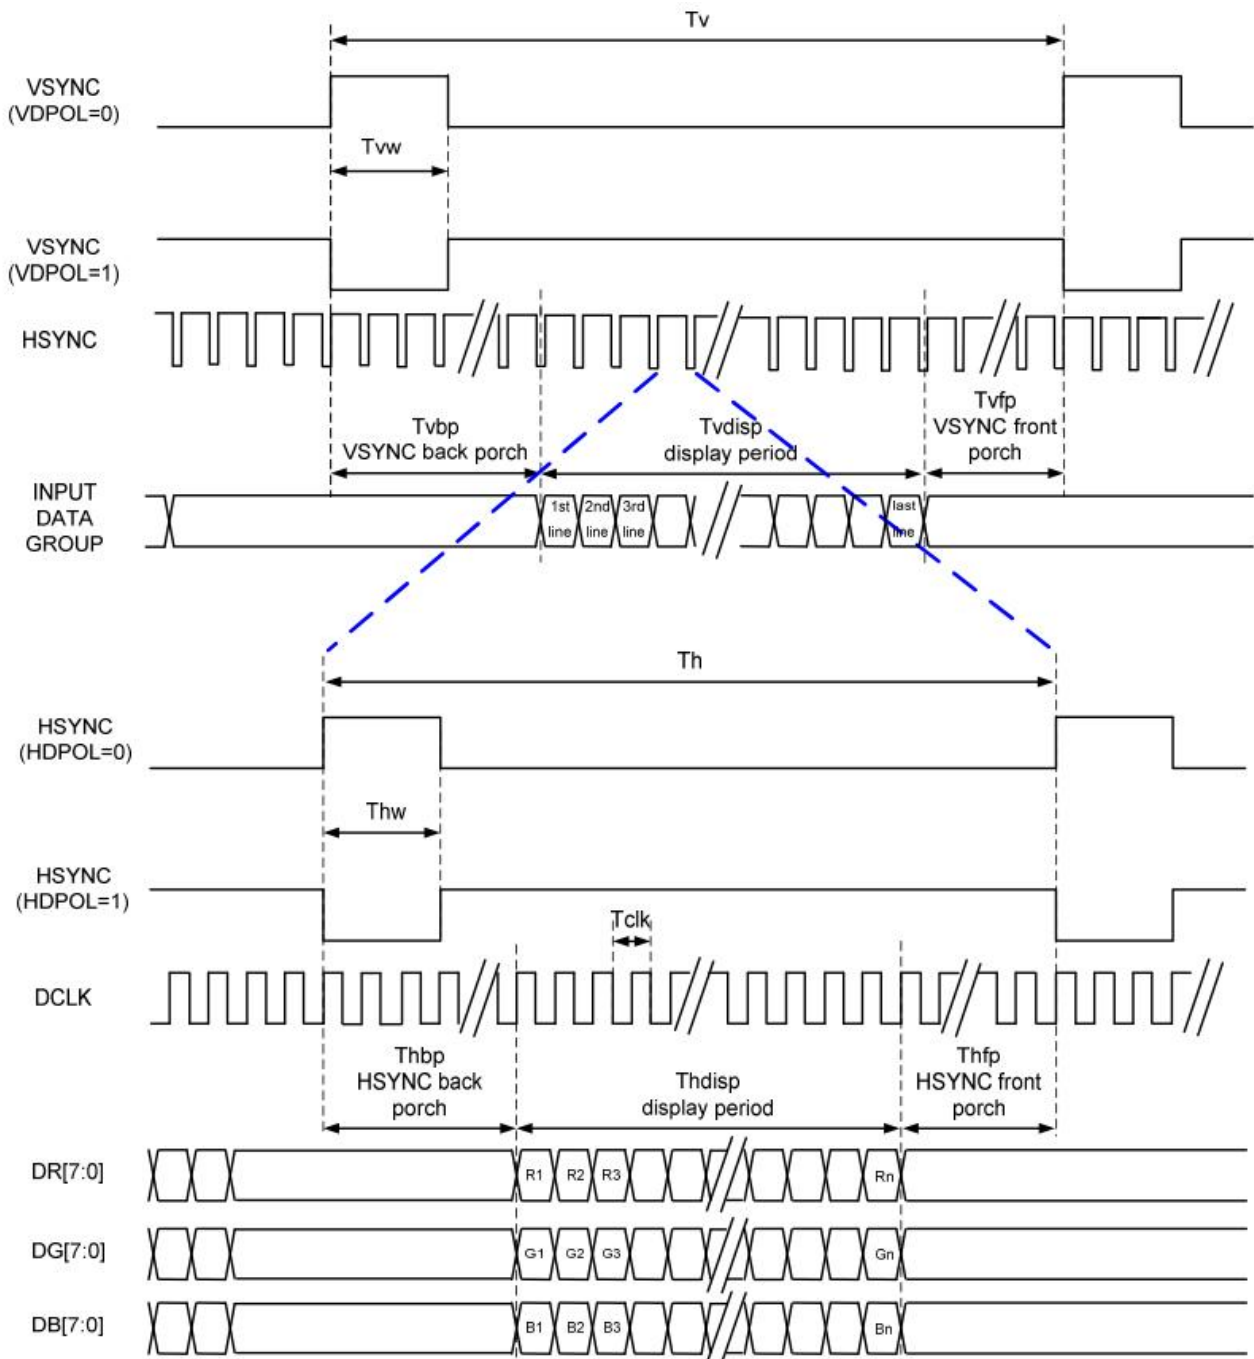 Tv
VSYNC
(VDPOL=0)
Tvw
VSYNC
(VDPOL=1)
HSYNC
Tvbp
VSYNC back porch
Tvdisp
display period
Tvfp
VSYNC front
porch
INPUT
DATA
GROUP
1st
line
2nd
line
3rd
line
last
line
Th
HSYNC
(HDPOL=0)
Thw
HSYNC
(HDPOL=1)
Tclk
DCLK
Thbp
HSYNC back
porch
Thdisp
display period
Thfp
HSYNC front
porch
DR[7:0]
R1 R2 R3 Rn
DG[7:0]
G1 G2 G3 Gn
DB[7:0]
B1 B2 B3 Bn